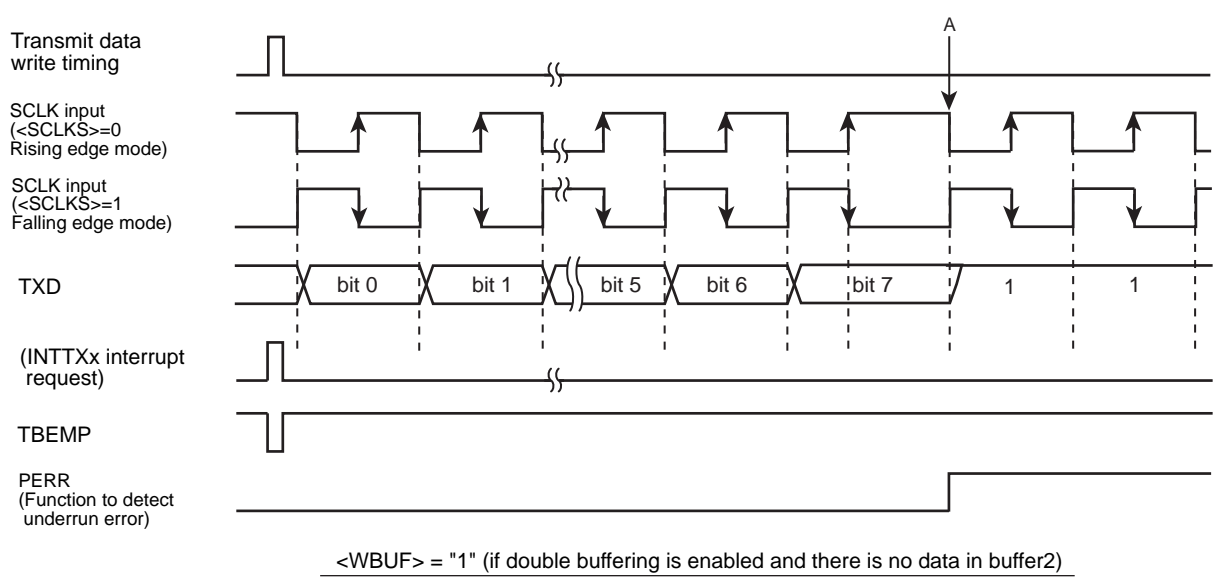 A
Transmit data
write timing
SCLK input
(<SCLKS>=0
Rising edge mode)
SCLK input
(<SCLKS>=1
Falling edge mode)
TXD
bit 0
bit 1
bit 5
bit 6
bit 7
1
1
(INTTXx interrupt
request)
TBEMP
PERR
(Function to detect
underrun error)
<WBUF> = "1" (if double buffering is enabled and there is no data in buffer2)